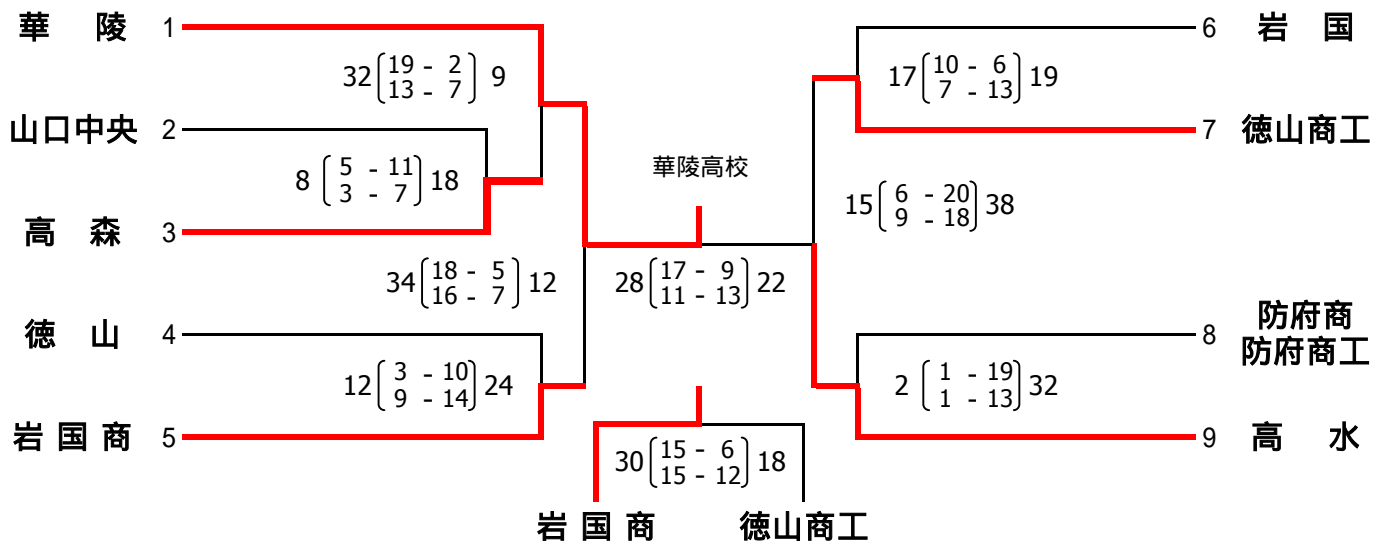 華 陵 1
32 19 - 2 9
13 - 7
山口中央 2
8 5 - 11 18
3 - 7
高 森 3
34 18 - 5 12
16 - 7
徳 山 4
12 3 - 10 24
9 - 14
岩国商 5
華陵高校
28 17 - 9 22
11 - 13
30 15 - 6 18
15 - 12
岩国商 徳山商工
6 岩 国
17 10 - 6 19
7 - 13
7 徳山商工
15 6 - 20 38
9 - 18
8 防府商
防府商工
2 1 - 19 32
1 - 13
9 高 水